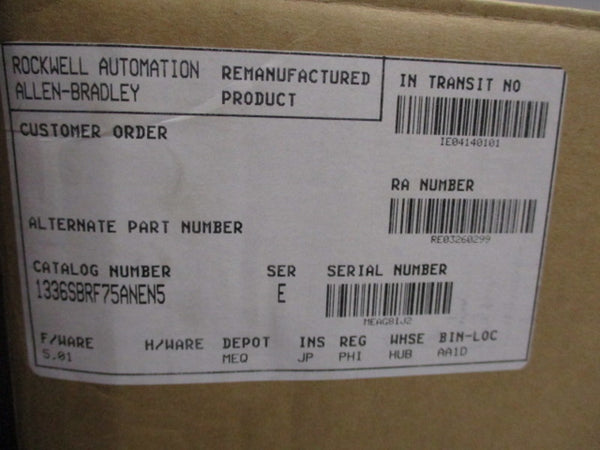 ROCKWELL AUTOMATION
ALLEN-BRADLEY
REMANUFACTURED
PRODUCT
IN TRANSIT NO
IE04140101
CUSTOMER ORDER
RA NUMBER
RE03260299
ALTERNATE PART NUMBER
CATALOG NUMBER SER SERIAL NUMBER
1336SBRF75ANEN5 E
MEAG81J2
F/WARE H/WARE DEPOT INS REG WHSE BIN-LOC
5.01 MEQ JP PHI HUB AA1D